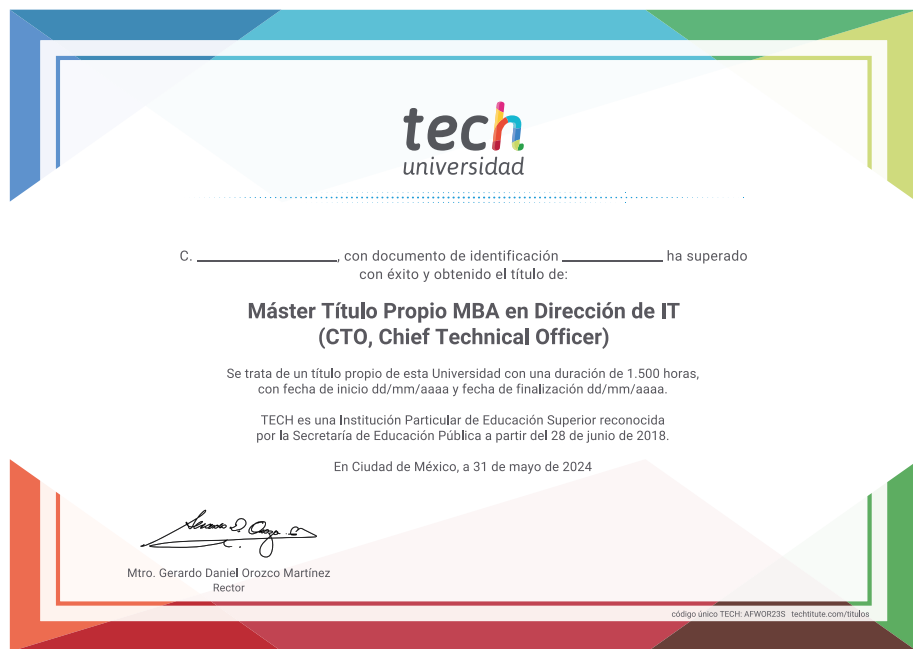 tech
universidad
C. ____________________, con documento de identificación ______________ ha superado
con éxito y obtenido el título de:
Máster Título Propio MBA en Dirección de IT
(CTO, Chief Technical Officer)
Se trata de un título propio de esta Universidad con una duración de 1.500 horas,
con fecha de inicio dd/mm/aaaa y fecha de finalización dd/mm/aaaa.
TECH es una Institución Particular de Educación Superior reconocida
por la Secretaría de Educación Pública a partir del 28 de junio de 2018.
En Ciudad de México, a 31 de mayo de 2024
Mtro. Gerardo Daniel Orozco Martínez
Rector
código único TECH: AFWOR23S techtitute.com/titulos